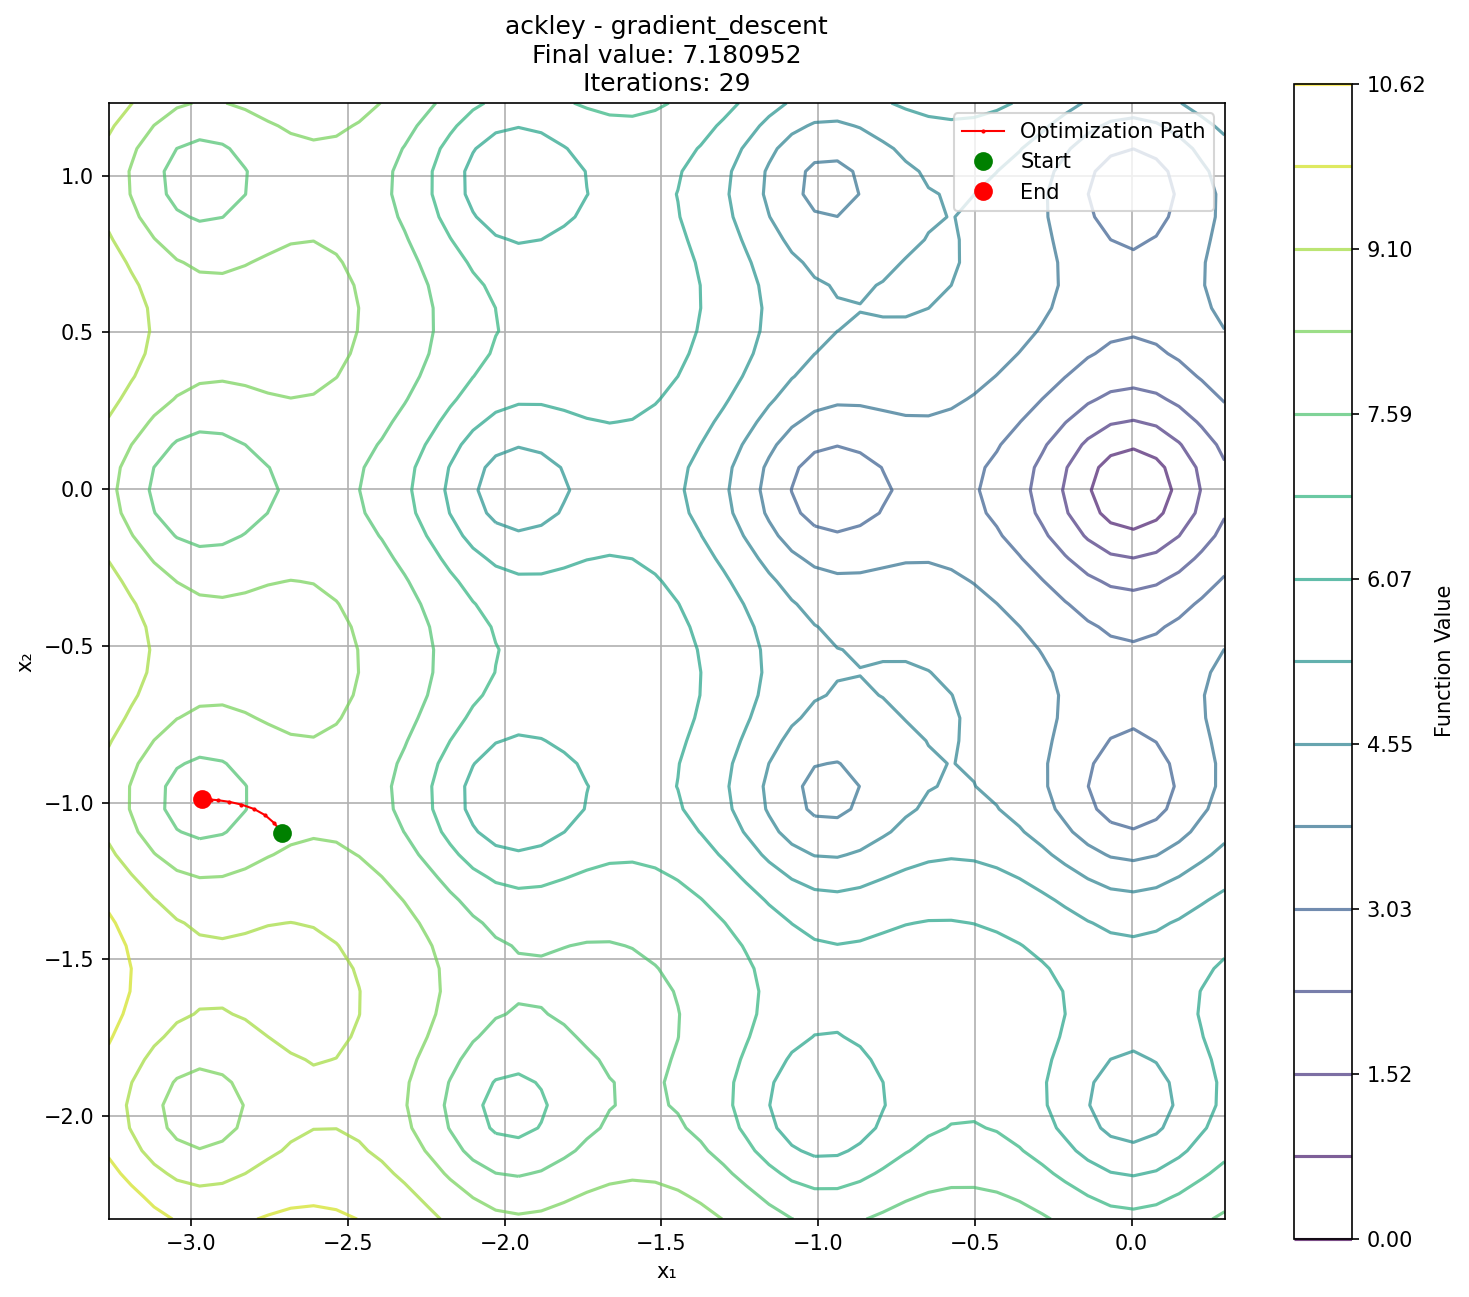 ackley - gradient_descent
Final value: 7.180952
Iterations: 29
Optimization Path
Start
End
1.0
0.5
0.0
−0.5
−1.0
−1.5
−2.0
x₂
−3.0
−2.5
−2.0
−1.5
−1.0
−0.5
0.0
x₁
10.62
9.10
7.59
6.07
4.55
3.03
1.52
0.00
Function Value